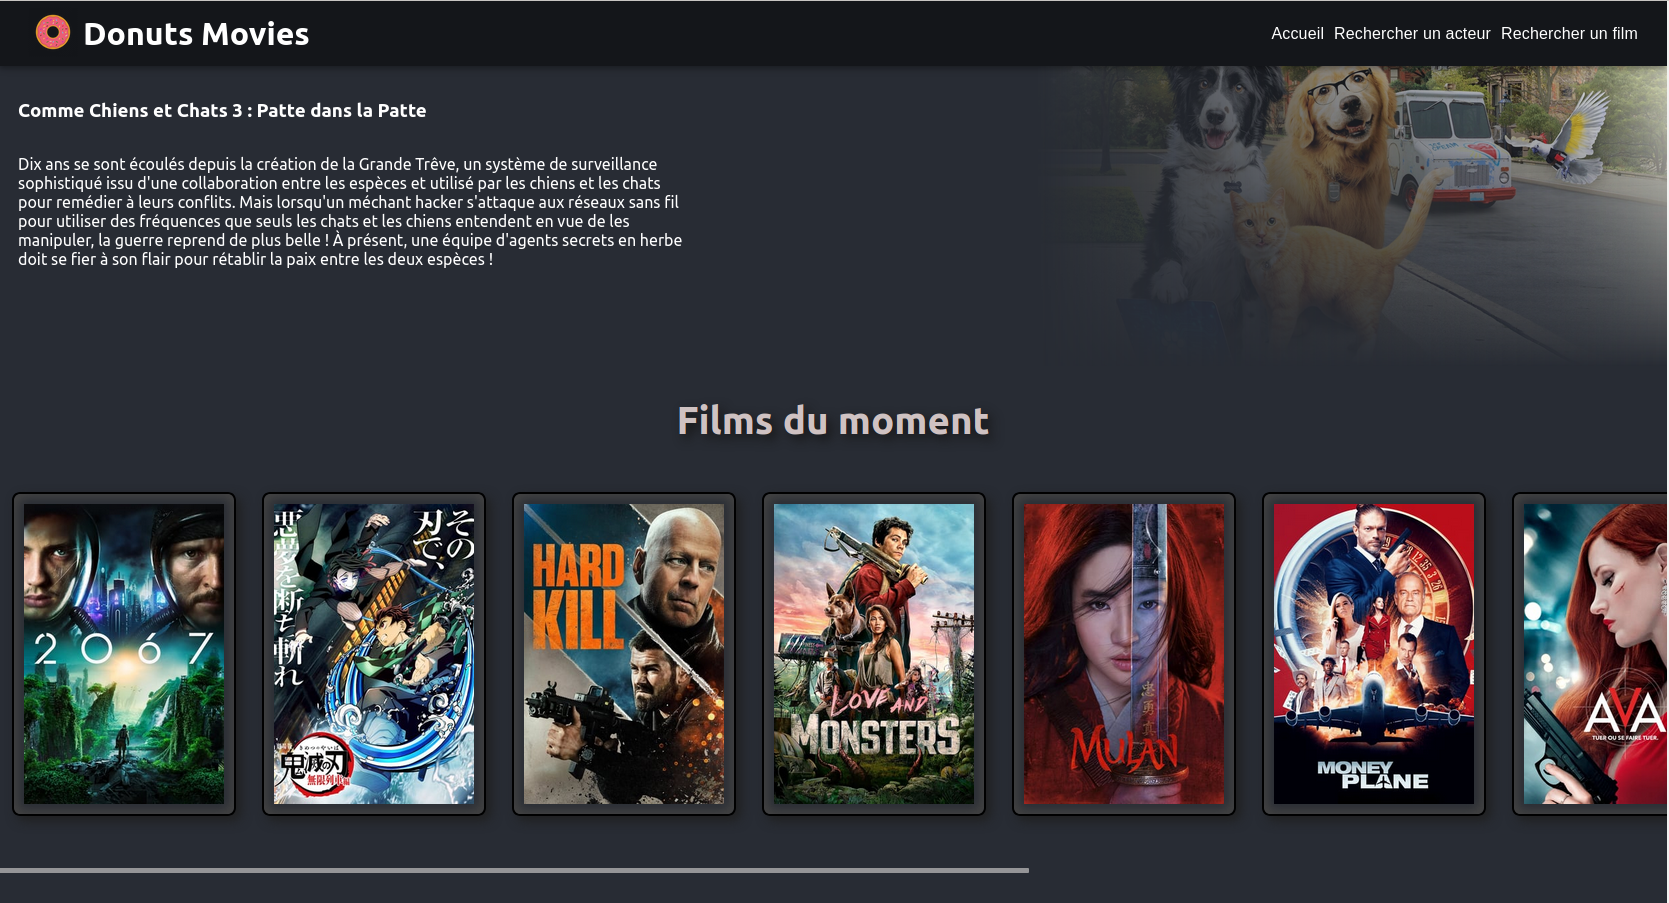 Donuts Movies
Accueil Rechercher un acteur Rechercher un film
Comme Chiens et Chats 3 : Patte dans la Patte
Dix ans se sont écoulés depuis la création de la Grande Trêve, un système de surveillance
sophistiqué issu d'une collaboration entre les espèces et utilisé par les chiens et les chats
pour remédier à leurs conflits. Mais lorsqu'un méchant hacker s'attaque aux réseaux sans fil
pour utiliser des fréquences que seuls les chats et les chiens entendent en vue de les
manipuler, la guerre reprend de plus belle ! À présent, une équipe d'agents secrets en herbe
doit se fier à son flair pour rétablir la paix entre les deux espèces !
Films du moment
2067
その
刃で、
悪夢を断ち斬れ
鬼滅の刃
無限列車編
HARD
KILL
LOVE AND
MONSTERS
忠勇真
MULAN
MONEY
PLANE
AVA
TUER OU SE FAIRE TUER.